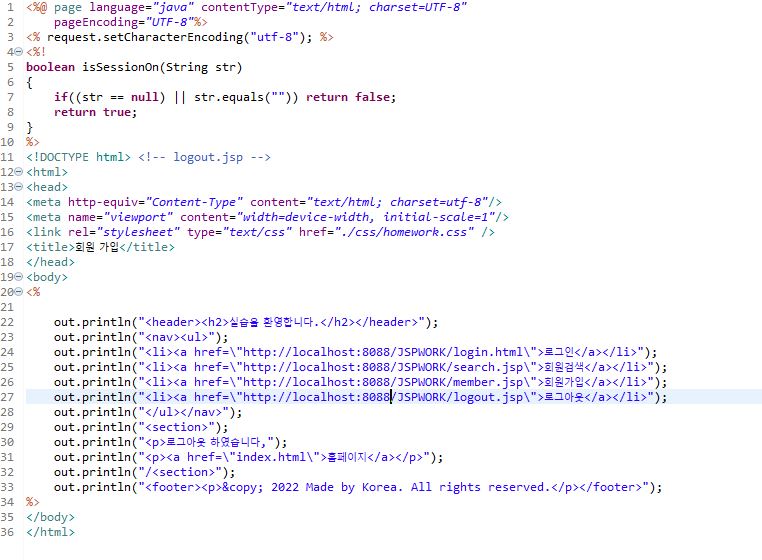 1 <%@ page language="java" contentType="text/html; charset=UTF-8"
2     pageEncoding="UTF-8"%>
3 <% request.setCharacterEncoding("utf-8"); %>
4 <%!
5 boolean isSessionOn(String str)
6 {
7     if((str == null) || str.equals("")) return false;
8     return true;
9 }
10 %>
11 <!DOCTYPE html> <!-- logout.jsp -->
12 <html>
13 <head>
14 <meta http-equiv="Content-Type" content="text/html; charset=utf-8"/>
15 <meta name="viewport" content="width=device-width, initial-scale=1"/>
16 <link rel="stylesheet" type="text/css" href="./css/homework.css" />
17 <title>회원 가입</title>
18 </head>
19 <body>
20 <%
21
22     out.println("<header><h2>실습을 환영합니다.</h2></header>");
23     out.println("<nav><ul>");
24     out.println("<li><a href=\"http://localhost:8088/JSPWORK/login.html\">로그인</a></li>");
25     out.println("<li><a href=\"http://localhost:8088/JSPWORK/search.jsp\">회원검색</a></li>");
26     out.println("<li><a href=\"http://localhost:8088/JSPWORK/member.jsp\">회원가입</a></li>");
27     out.println("<li><a href=\"http://localhost:8088/JSPWORK/logout.jsp\">로그아웃</a></li>");
28     out.println("</ul></nav>");
29     out.println("<section>");
30     out.println("<p>로그아웃 하였습니다,");
31     out.println("<p><a href=\"index.html\">홈페이지</a></p>");
32     out.println("/<section>");
33     out.println("<footer><p>&copy; 2022 Made by Korea. All rights reserved.</p></footer>");
34 %>
35 </body>
36 </html>